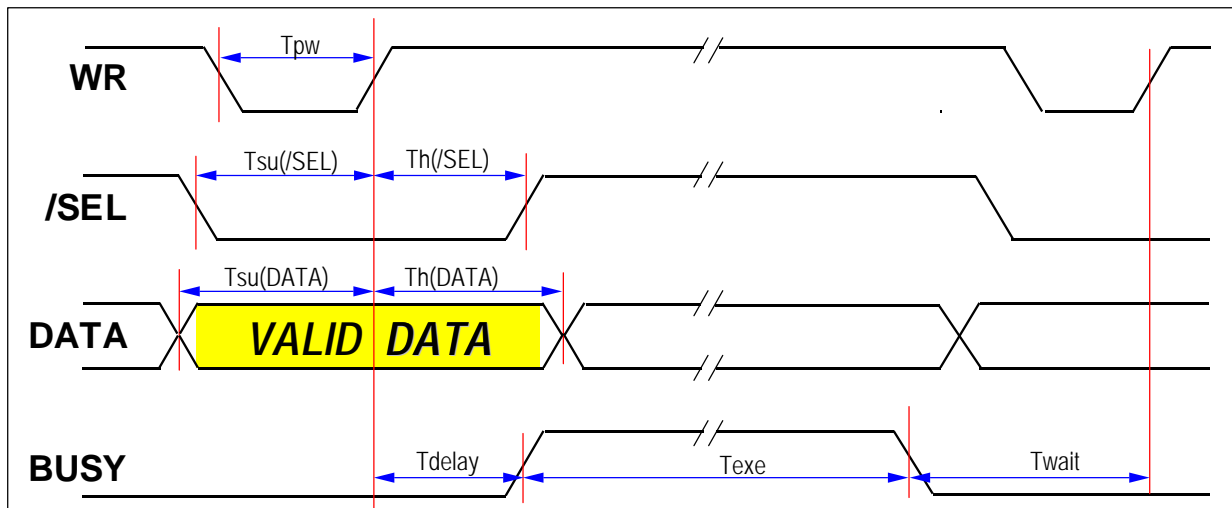 Tpw
WR
Tsu(/SEL) Th(/SEL)
/SEL
Tsu(DATA) Th(DATA)
DATA VALID DATA
Tdelay Texe Twait
BUSY